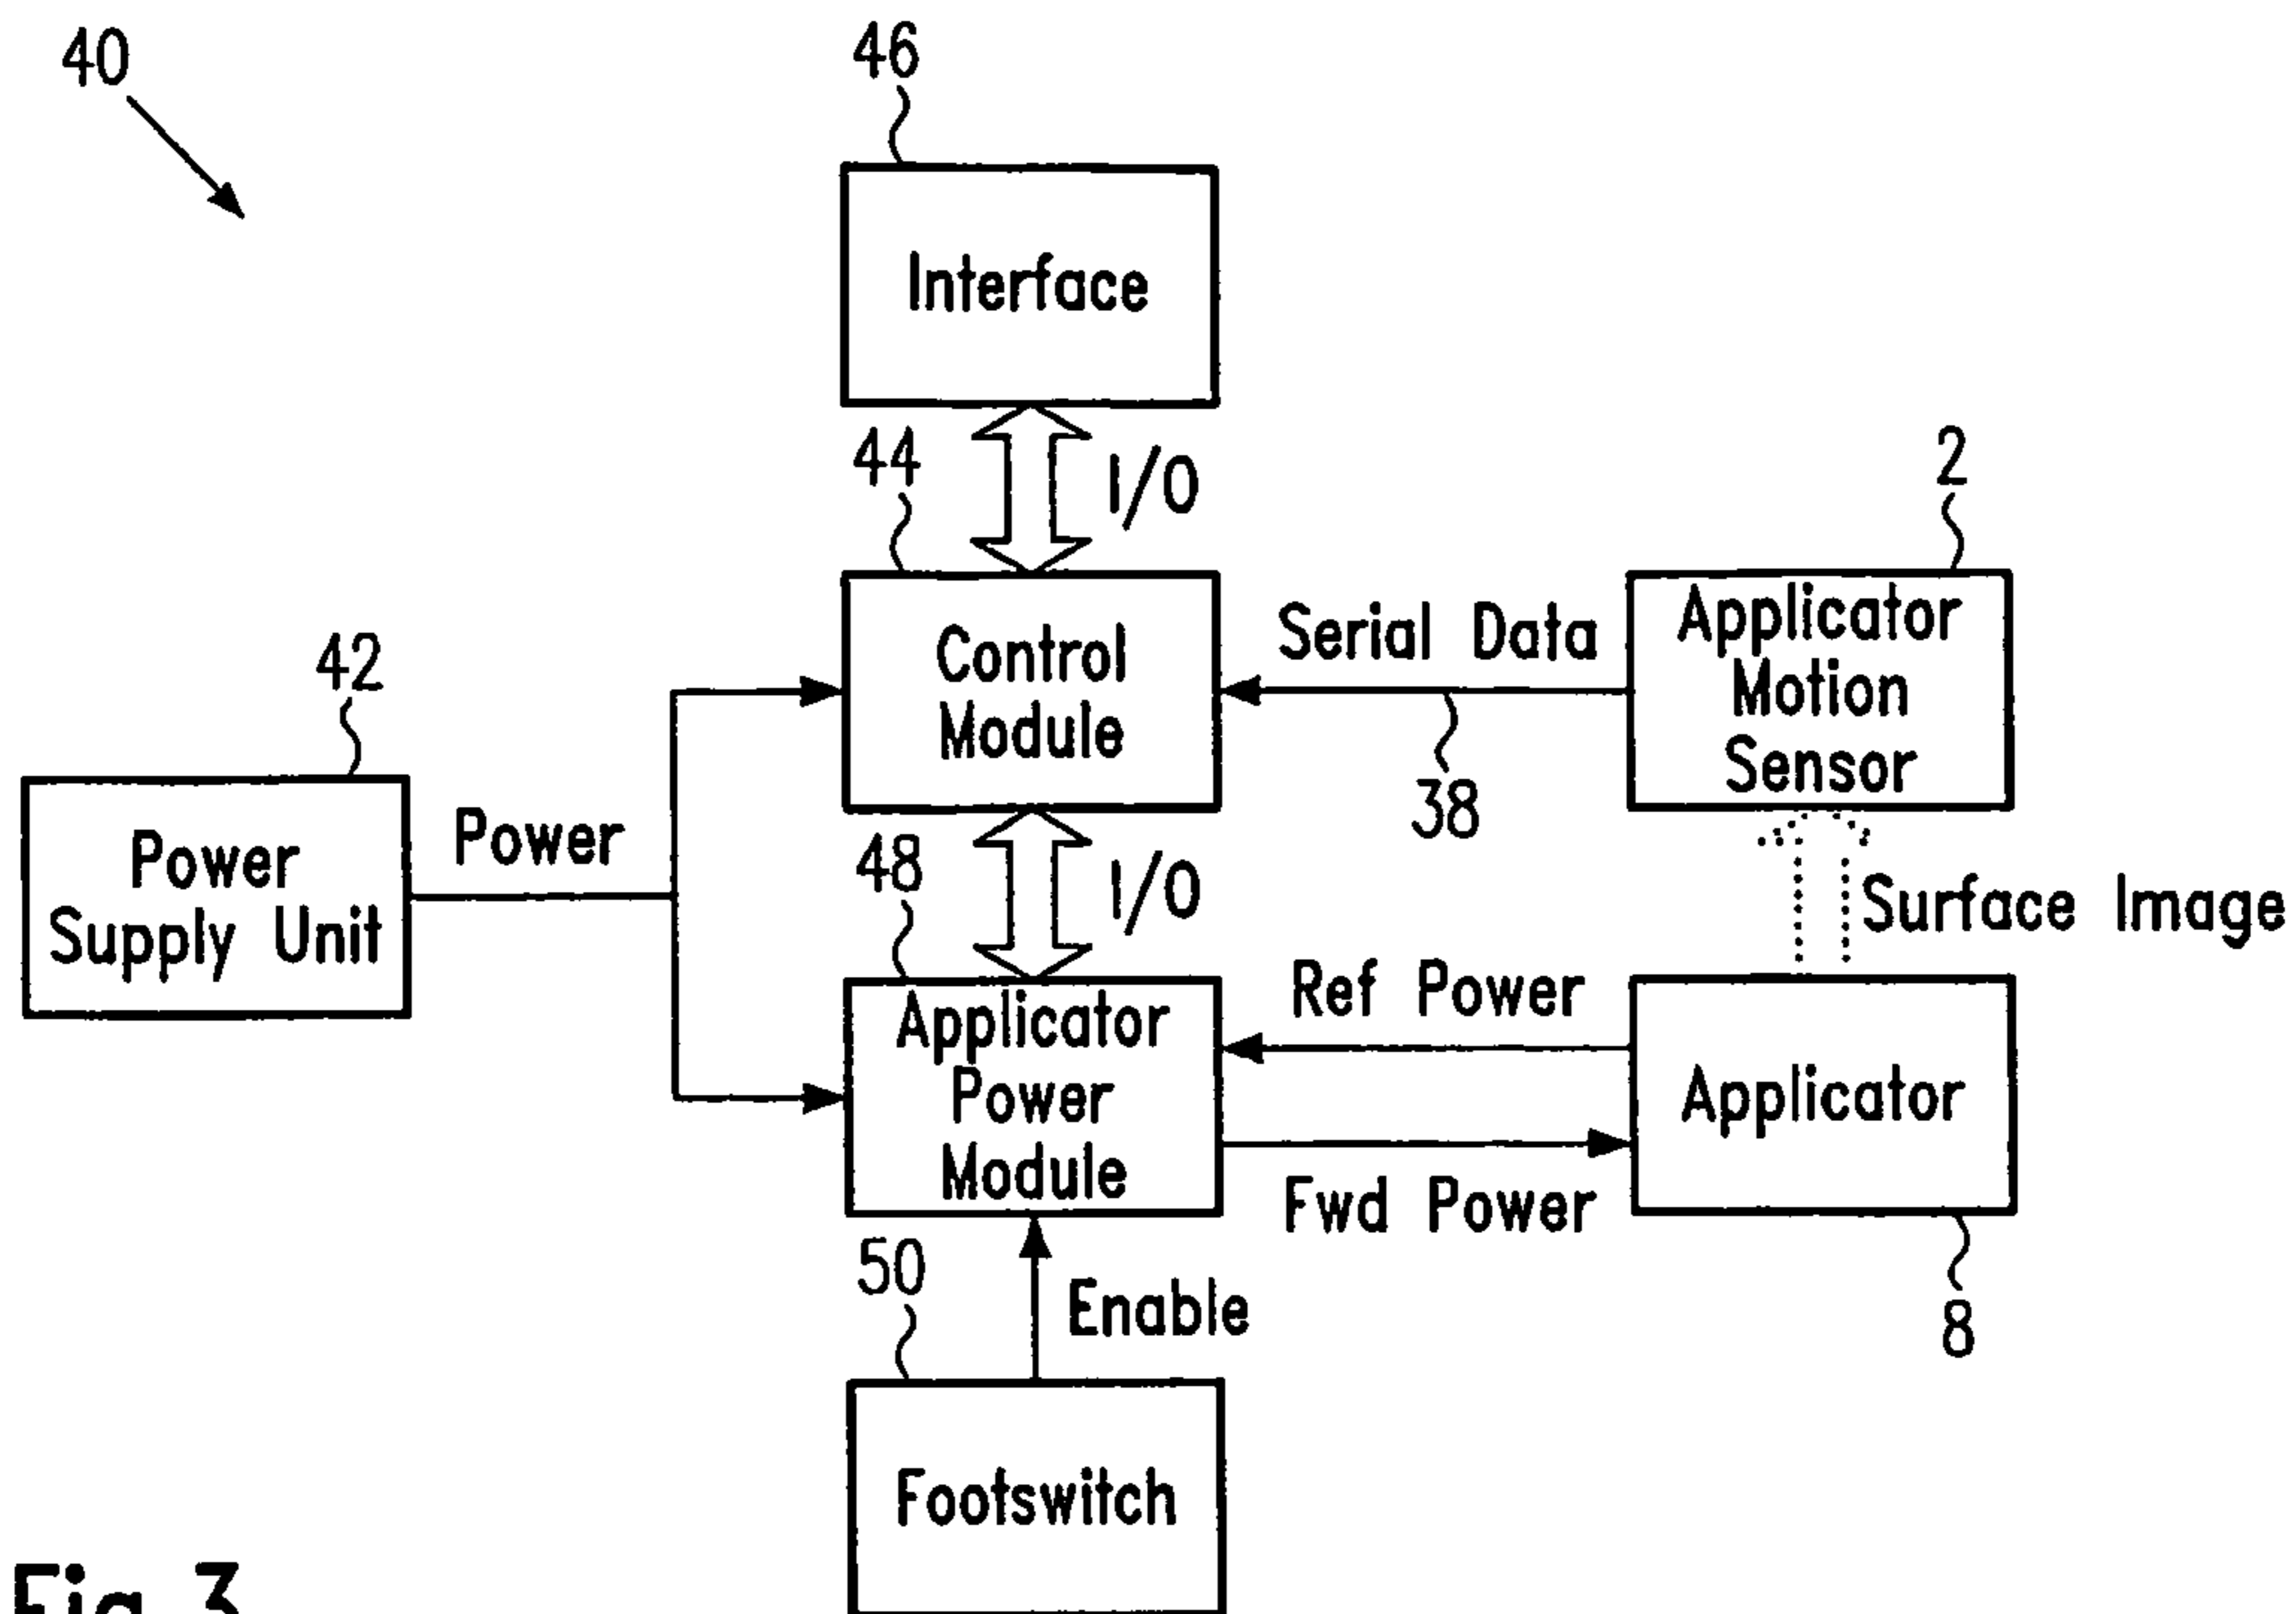 40
46
Interface
44
I/O
2
Applicator
Motion
Sensor
Serial Data
38
Control
Module
42
Power
Supply Unit
Power
48
I/O
Surface Image
Applicator
Power
Module
Ref Power
Fwd Power
Applicator
8
50
Enable
Footswitch
Fig 3